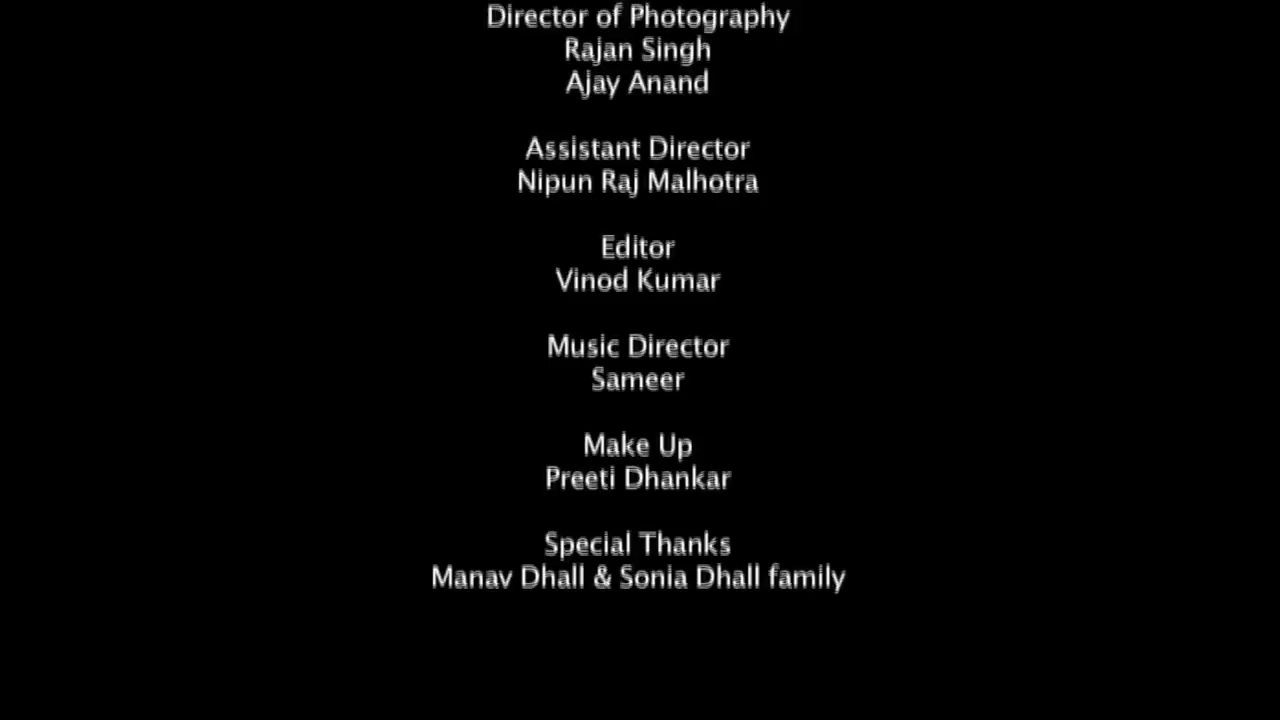 Director of Photography
Rajan Singh
Ajay Anand
Assistant Director
Nipun Raj Malhotra
Editor
Vinod Kumar
Music Director
Sameer
Make Up
Preeti Dhankar
Special Thanks
Manav Dhall & Sonia Dhall family